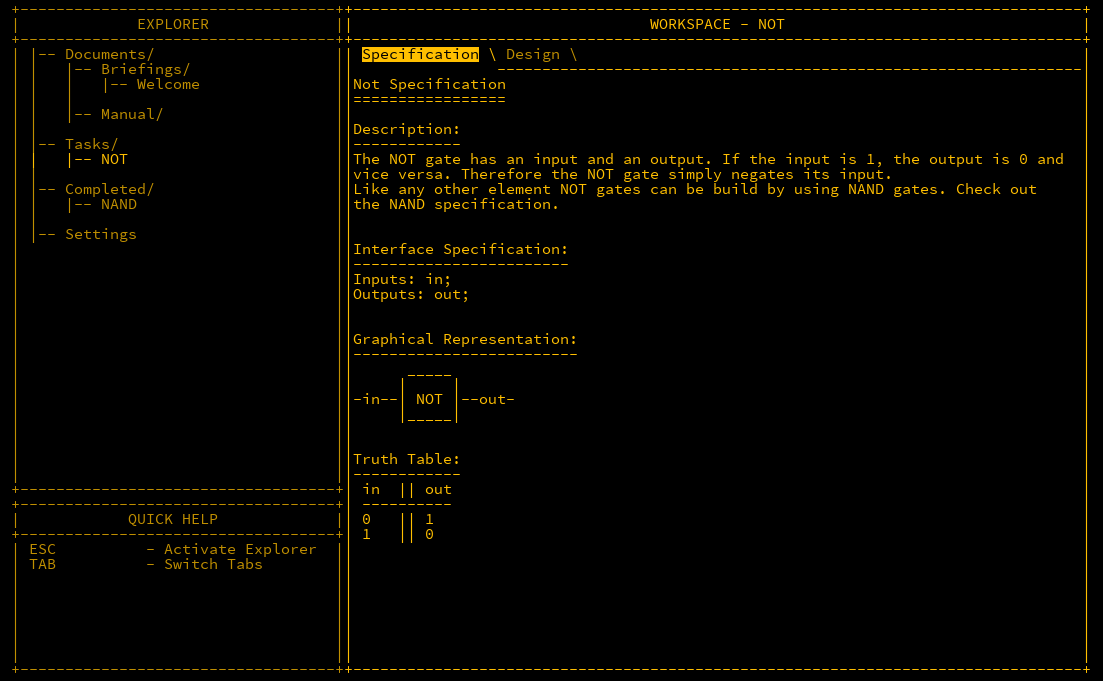 EXPLORER
|-- Documents/
|-- Briefings/
|-- Welcome
|-- Manual/
|-- Tasks/
|-- NOT
|-- Completed/
|-- NAND
|-- Settings
QUICK HELP
ESC - Activate Explorer
TAB - Switch Tabs
WORKSPACE - NOT
Specification \ Design \
Not Specification
=================
Description:
------------
The NOT gate has an input and an output. If the input is 1, the output is 0 and
vice versa. Therefore the NOT gate simply negates its input.
Like any other element NOT gates can be build by using NAND gates. Check out
the NAND specification.
Interface Specification:
------------------------
Inputs: in;
Outputs: out;
Graphical Representation:
-------------------------
-in--| NOT |--out-
Truth Table:
------------
in || out
----------
0 || 1
1 || 0